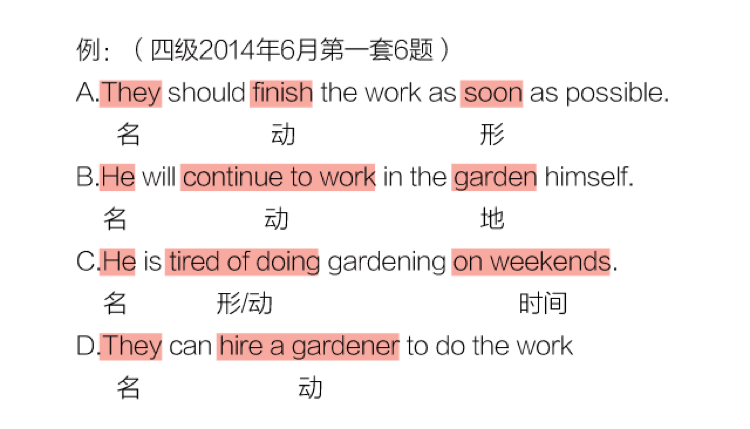 例：（四级2014年6月第一套6题）
A.They should finish the work as soon as possible.
名 动 形
B.He will continue to work in the garden himself.
名 动 地
C.He is tired of doing gardening on weekends.
名 形/动 时间
D.They can hire a gardener to do the work
名 动